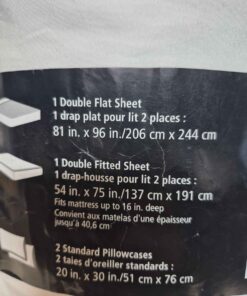 1 Double Flat Sheet
1 drap plat pour lit 2 places :
81 in. x 96 in./206 cm x 244 cm
1 Double Fitted Sheet
1 drap-housse pour lit 2 places :
54 in. x 75 in./137 cm x 191 cm
Fits mattress up to 16 in. deep
Convient aux matelas d'une épaisseur
jusqu'à 40,6 cm
2 Standard Pillowcases
2 taies d'oreiller standards :
20 in. x 30 in./51 cm x 76 cm